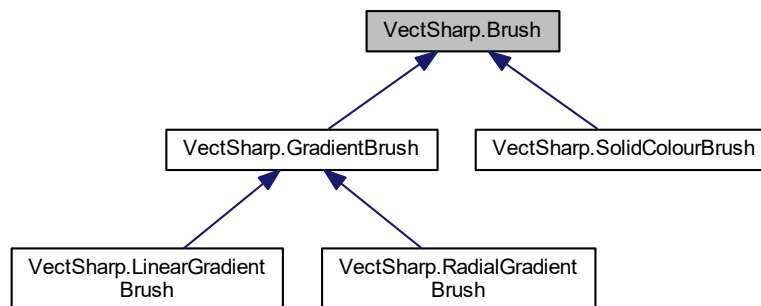 VectSharp.Brush
VectSharp.GradientBrush
VectSharp.SolidColourBrush
VectSharp.LinearGradient
Brush
VectSharp.RadialGradient
Brush